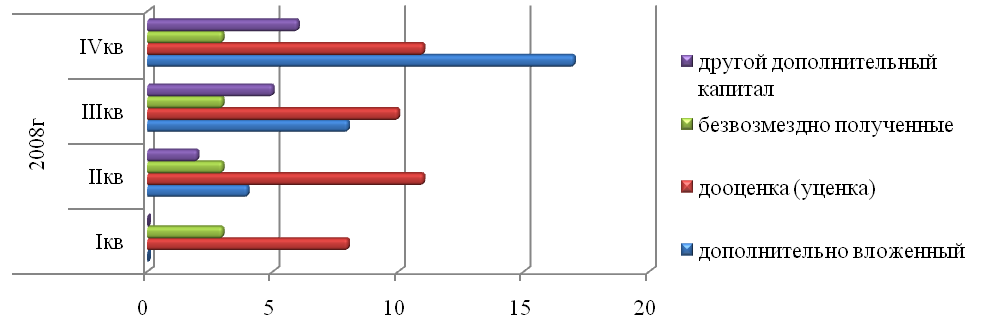 IVкв
IIIкв
IIкв
Iкв
2008г
0 5 10 15 20
другой дополнительный
капитал
безвозмездно полученные
дооценка (уценка)
дополнительно вложенный